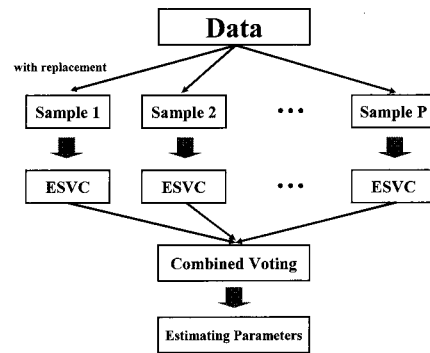 Data
with replacement
Sample 1 Sample 2 ••• Sample P
ESVC ESVC ••• ESVC
Combined Voting
Estimating Parameters